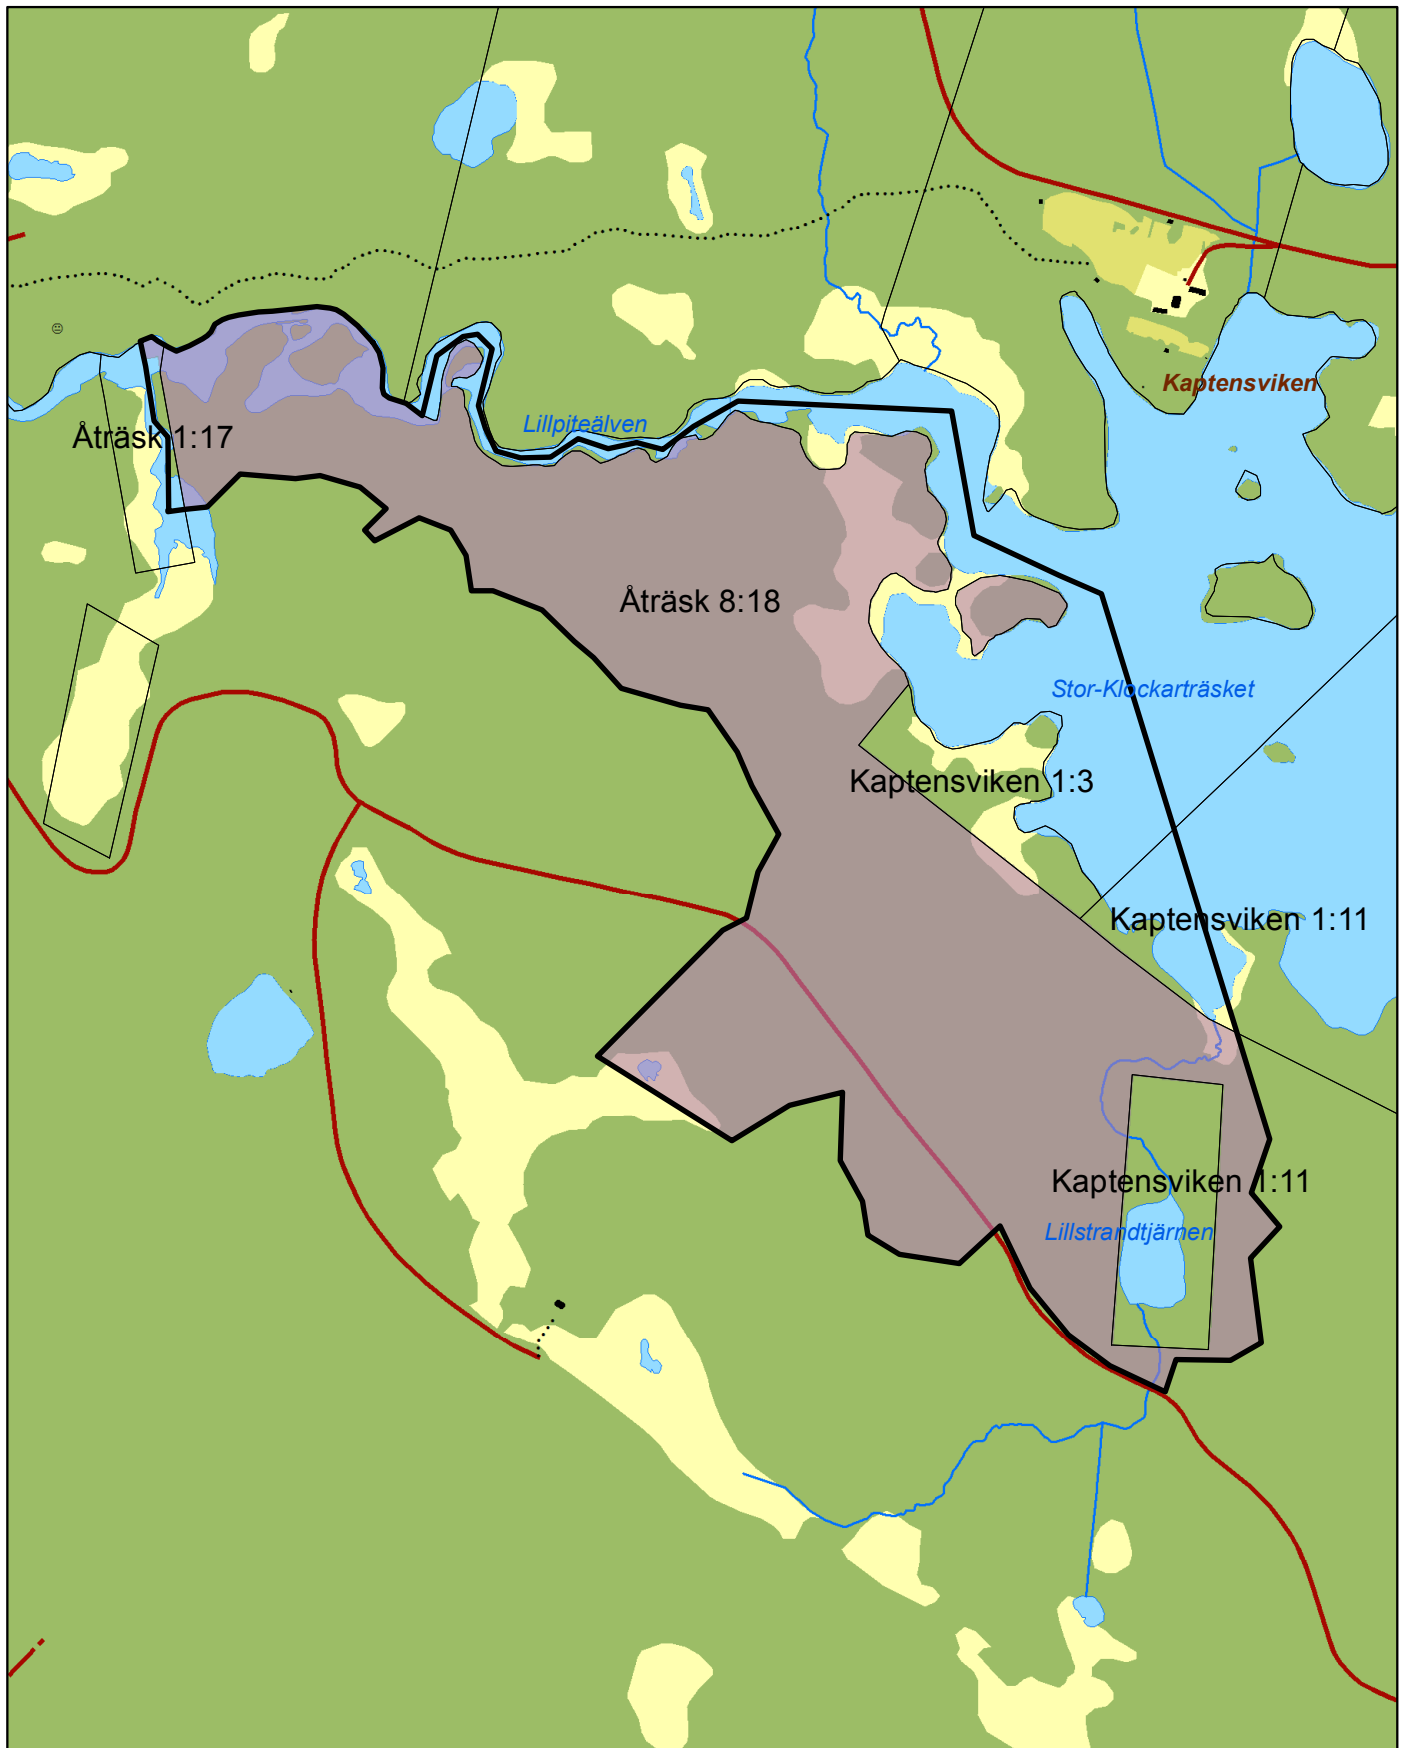 Kaptensviken
Lillpiteälven
Åträsk 1:17
Åträsk 8:18
Stor-Klockarträsket
Kaptensviken 1:3
Kaptensviken 1:11
Kaptensviken 1:11
Lillstrandtjärnen